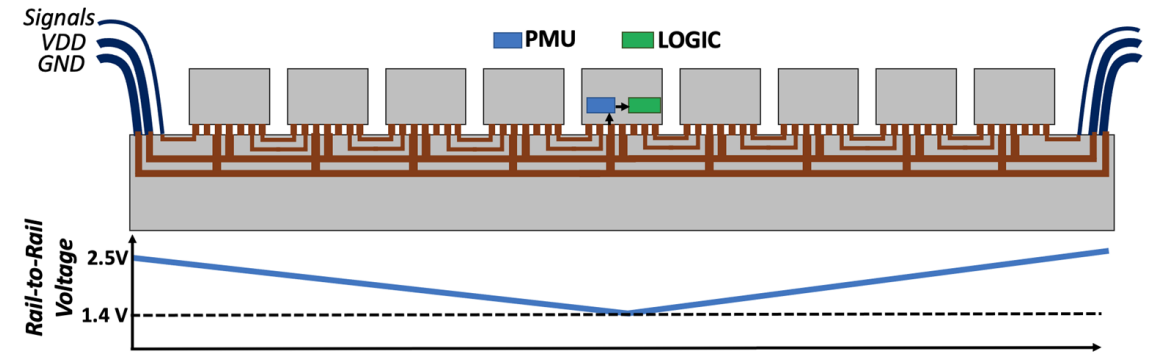 Signals
VDD
GND
PMU
LOGIC
Rail-to-Rail
Voltage
2.5V
1.4 V